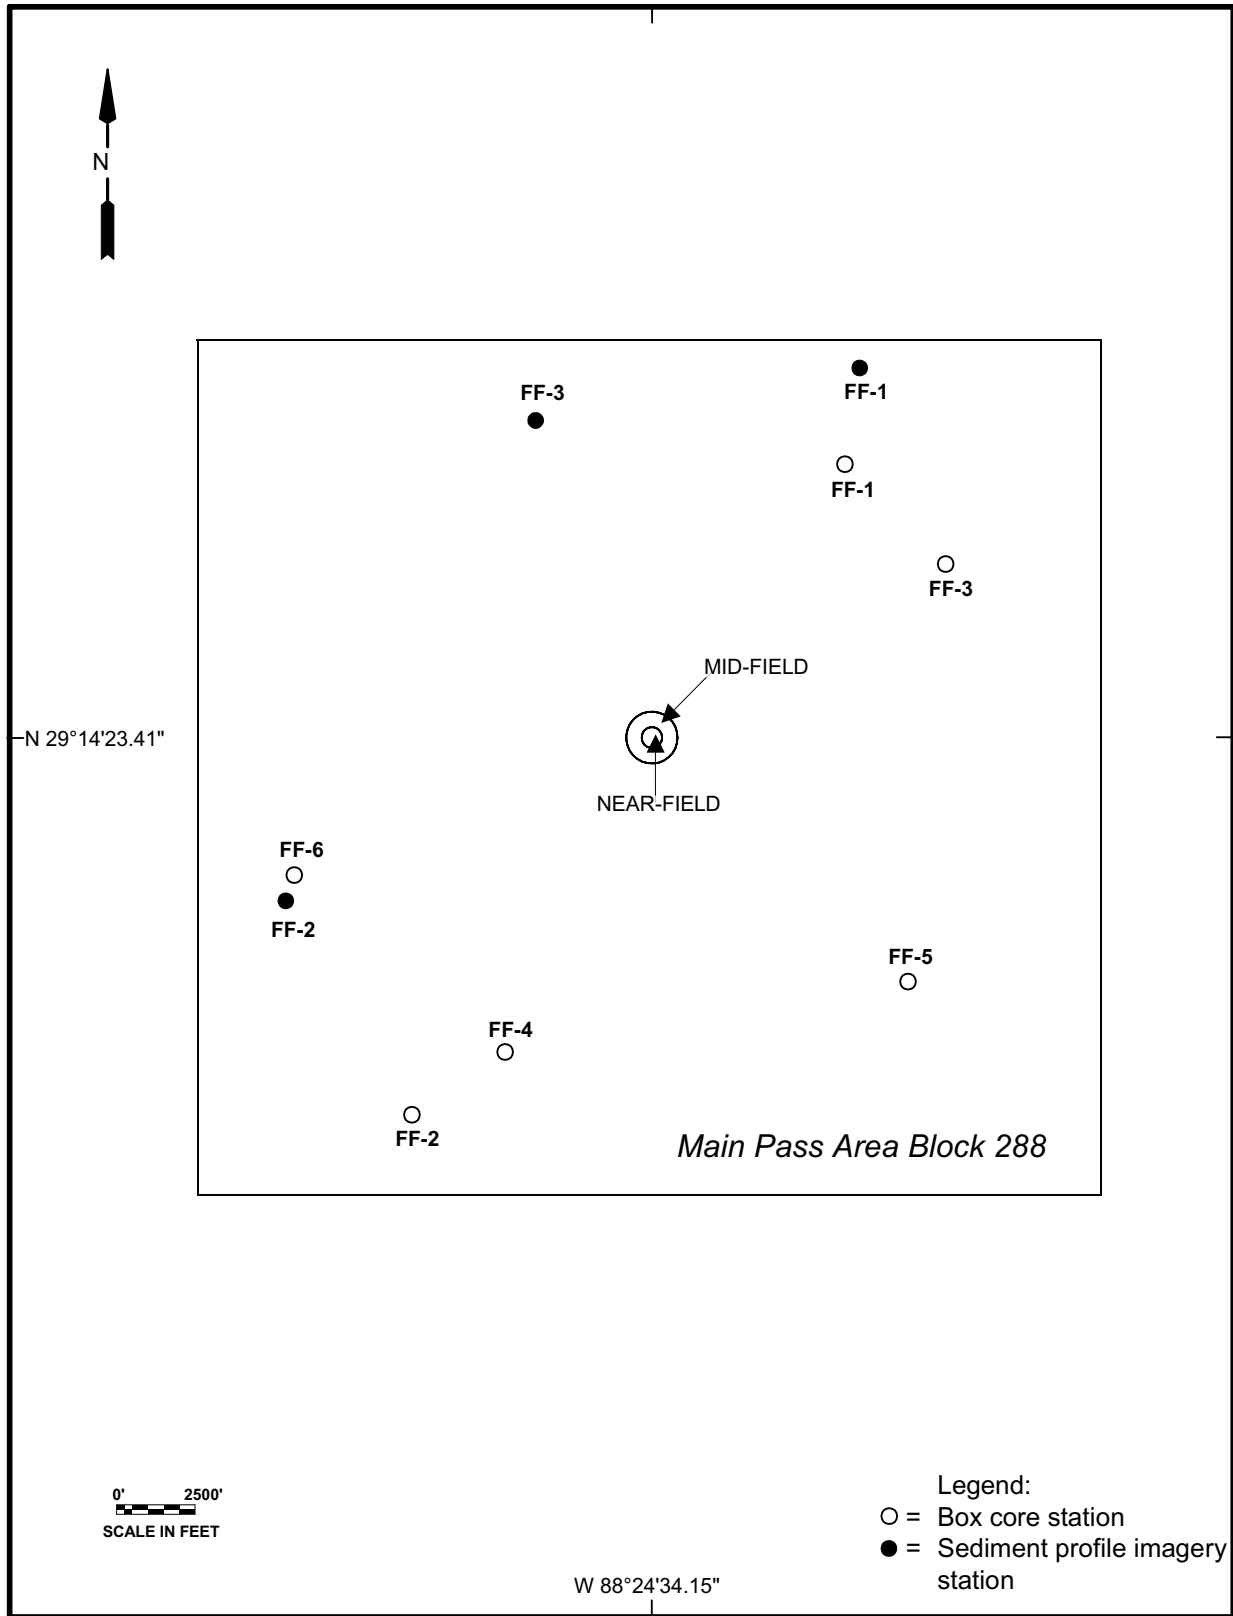 N
FF-3
FF-1
FF-1
FF-3
MID-FIELD
N 29°14'23.41"
NEAR-FIELD
FF-6
FF-2
FF-5
FF-4
FF-2
Main Pass Area Block 288
0' 2500'
SCALE IN FEET
Legend:
= Box core station
= Sediment profile imagery
station
W 88°24'34.15"